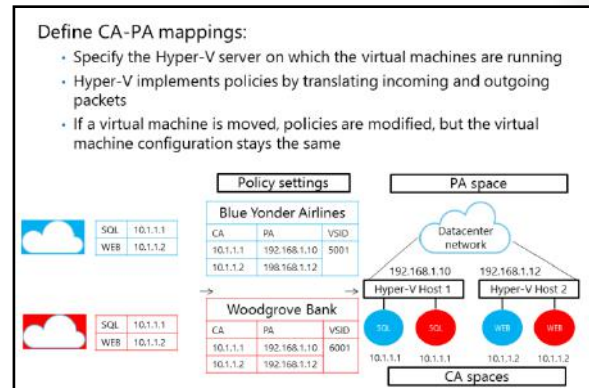 Define CA-PA mappings:
• Specify the Hyper-V server on which the virtual machines are running
• Hyper-V implements policies by translating incoming and outgoing
packets
• If a virtual machine is moved, policies are modified, but the virtual
machine configuration stays the same
Policy settings
PA space
Blue Yonder Airlines
CA PA VSID
10.1.1.1 192.168.1.10 5001
10.1.1.2 198.168.1.12
SQL 10.1.1.1
WEB 10.1.1.2
Datacenter
network
192.168.1.10 192.168.1.12
Hyper-V Host 1 Hyper-V Host 2
Woodgrove Bank
CA PA VSID
10.1.1.1 192.168.1.10 6001
10.1.1.2 192.168.1.12
SQL 10.1.1.1
WEB 10.1.1.2
SQL SQL WEB WEB
10.1.1.1 10.1.1.1 10.1.1.2 10.1.1.2
CA spaces